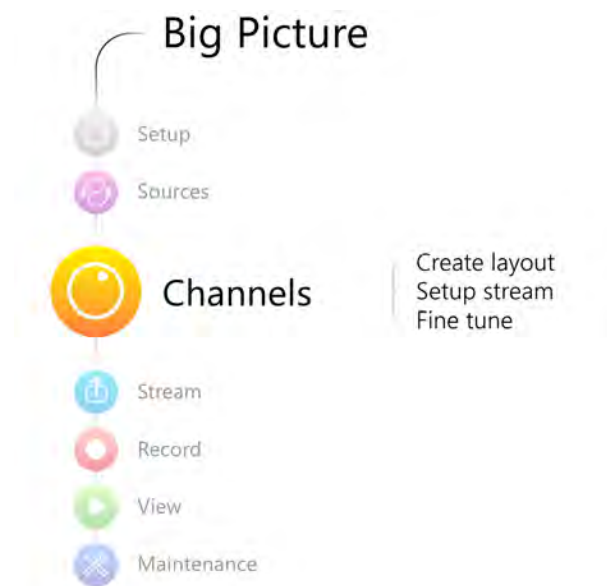 Big Picture
Setup
Sources
Channels
Create layout
Setup stream
Fine tune
Stream
Record
View
Maintenance